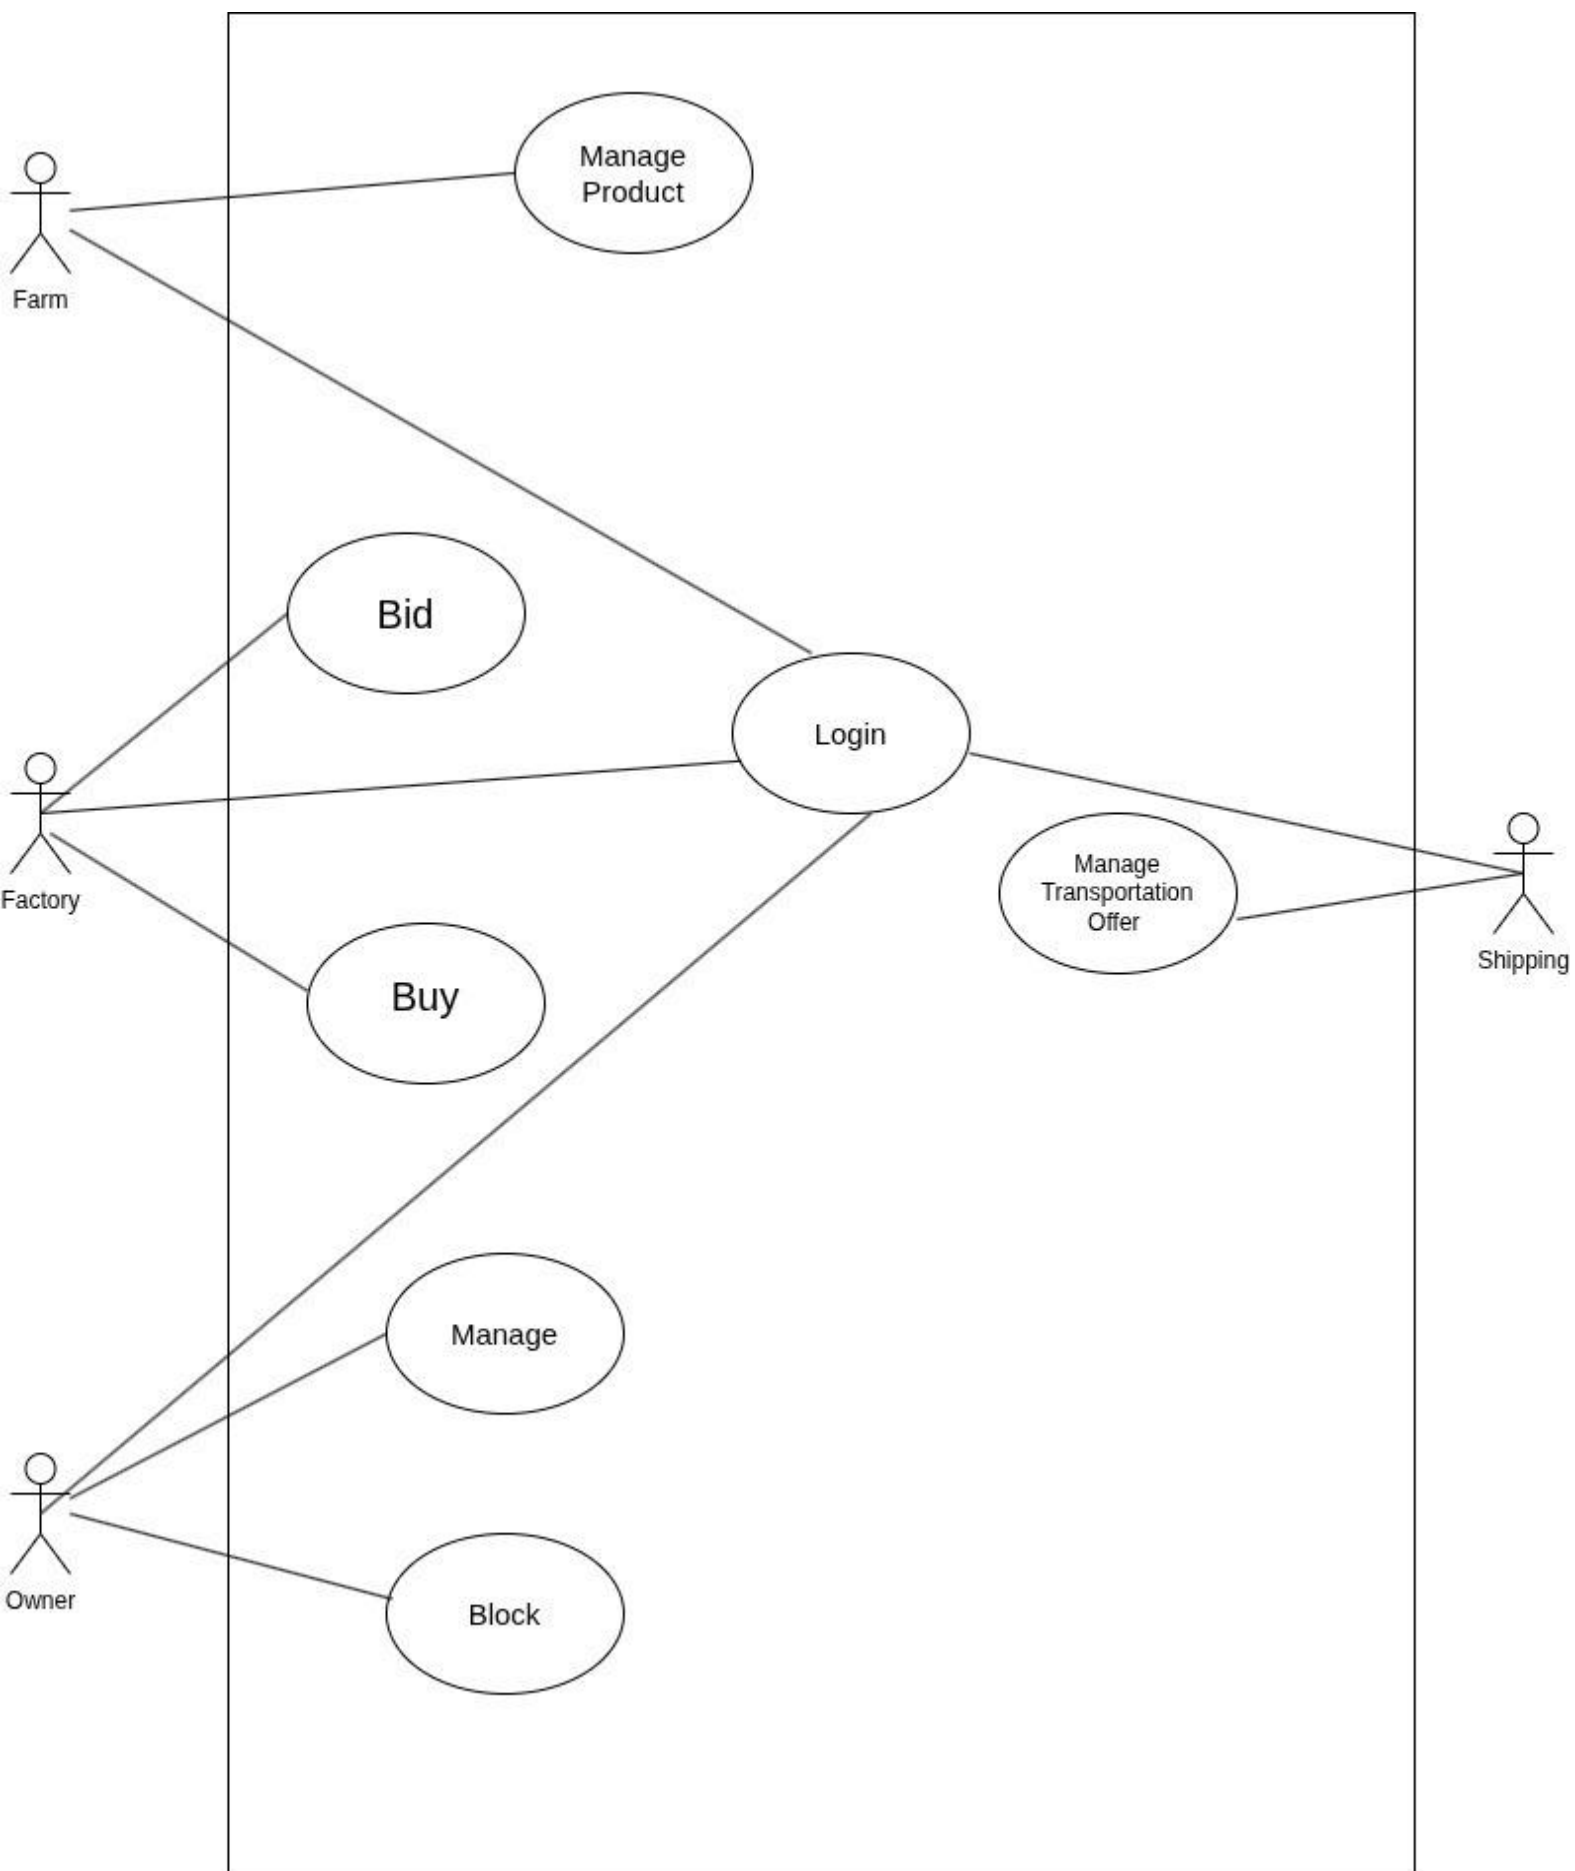 Manage
Product
Farm
Bid
Login
Factory
Manage
Transportation
Offer
Shipping
Buy
Manage
Owner
Block